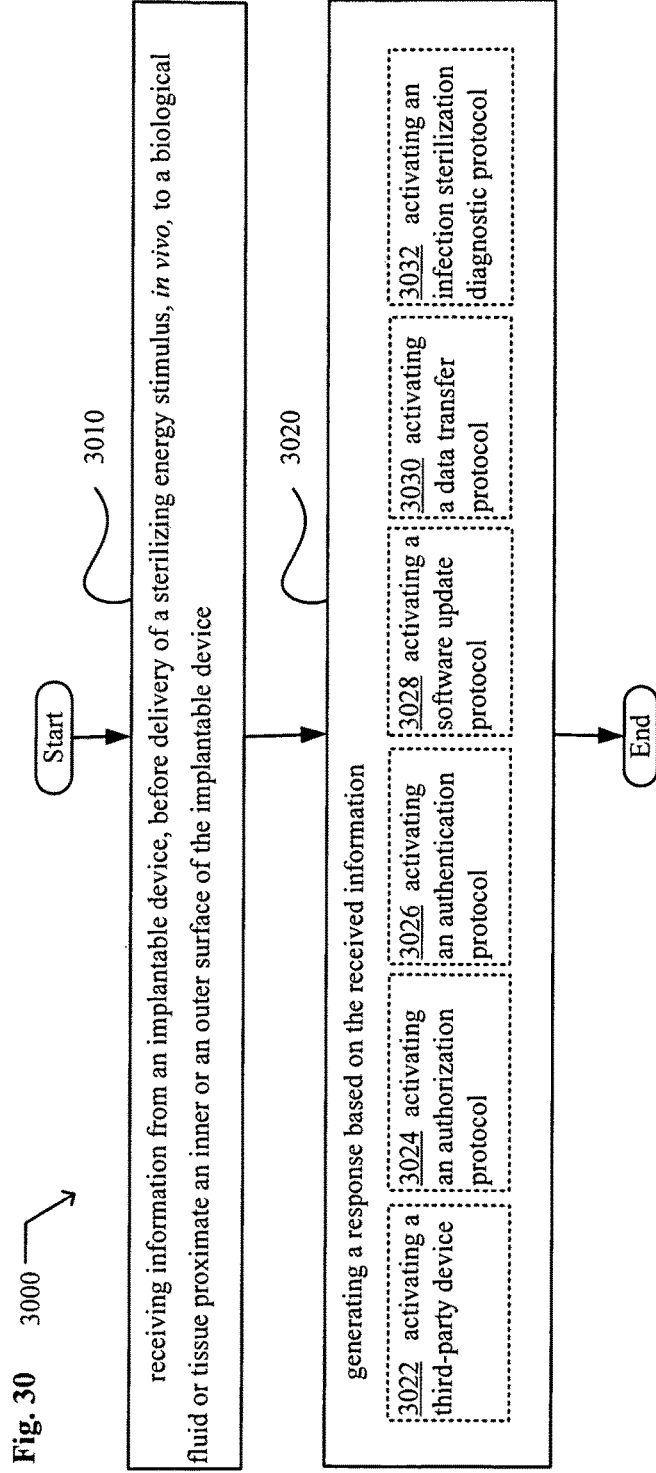 Fig. 30
3000
Start
3010
receiving information from an implantable device, before delivery of a sterilizing energy stimulus, in vivo, to a biological
fluid or tissue proximate an inner or an outer surface of the implantable device
3020
generating a response based on the received information
3022 activating a
third-party device
3024 activating
an authorization
protocol
3026 activating
an authentication
protocol
3028 activating a
software update
protocol
3030 activating
a data transfer
protocol
3032 activating an
infection sterilization
diagnostic protocol
End